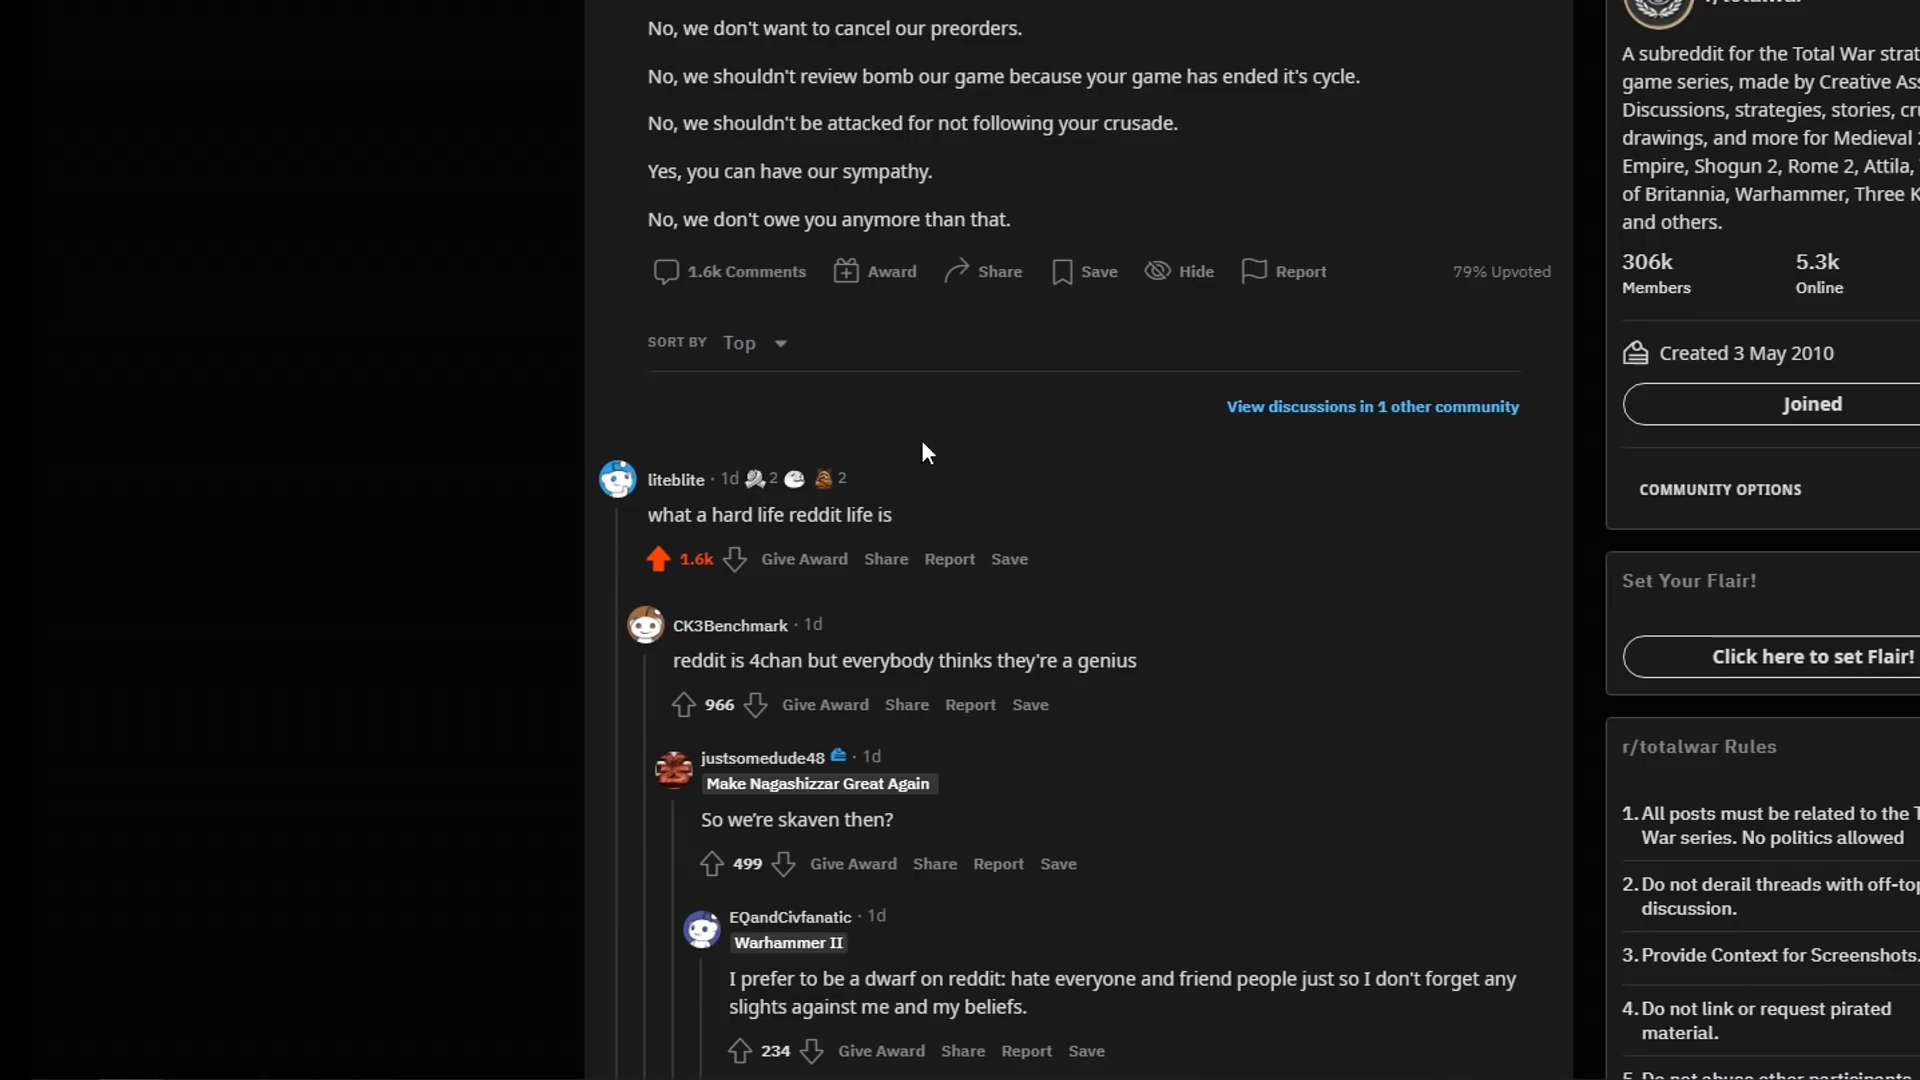 No, we don't want to cancel our preorders.
No, we shouldn't review bomb our game because your game has ended it's cycle.
No, we shouldn't be attacked for not following your crusade.
Yes, you can have our sympathy.
No, we don't owe you anymore than that.
1.6k Comments Award Share Save Hide Report 79% Upvoted
SORT BY Top
View discussions in 1 other community
liteblite · 1d 2 2
what a hard life reddit life is
1.6k Give Award Share Report Save
CK3Benchmark · 1d
reddit is 4chan but everybody thinks they're a genius
966 Give Award Share Report Save
justsomedude48 · 1d
Make Nagashizzar Great Again
So we're skaven then?
499 Give Award Share Report Save
EQandCivfanatic · 1d
Warhammer II
I prefer to be a dwarf on reddit: hate everyone and friend people just so I don't forget any
slights against me and my beliefs.
234 Give Award Share Report Save
A subreddit for the Total War strat
game series, made by Creative Ass
Discussions, strategies, stories, cr
drawings, and more for Medieval 2
Empire, Shogun 2, Rome 2, Attila,
of Britannia, Warhammer, Three K
and others.
306k 5.3k
Members Online
Created 3 May 2010
Joined
COMMUNITY OPTIONS
Set Your Flair!
Click here to set Flair!
r/totalwar Rules
1. All posts must be related to the T
War series. No politics allowed
2. Do not derail threads with off-top
discussion.
3. Provide Context for Screenshots.
4. Do not link or request pirated
material.